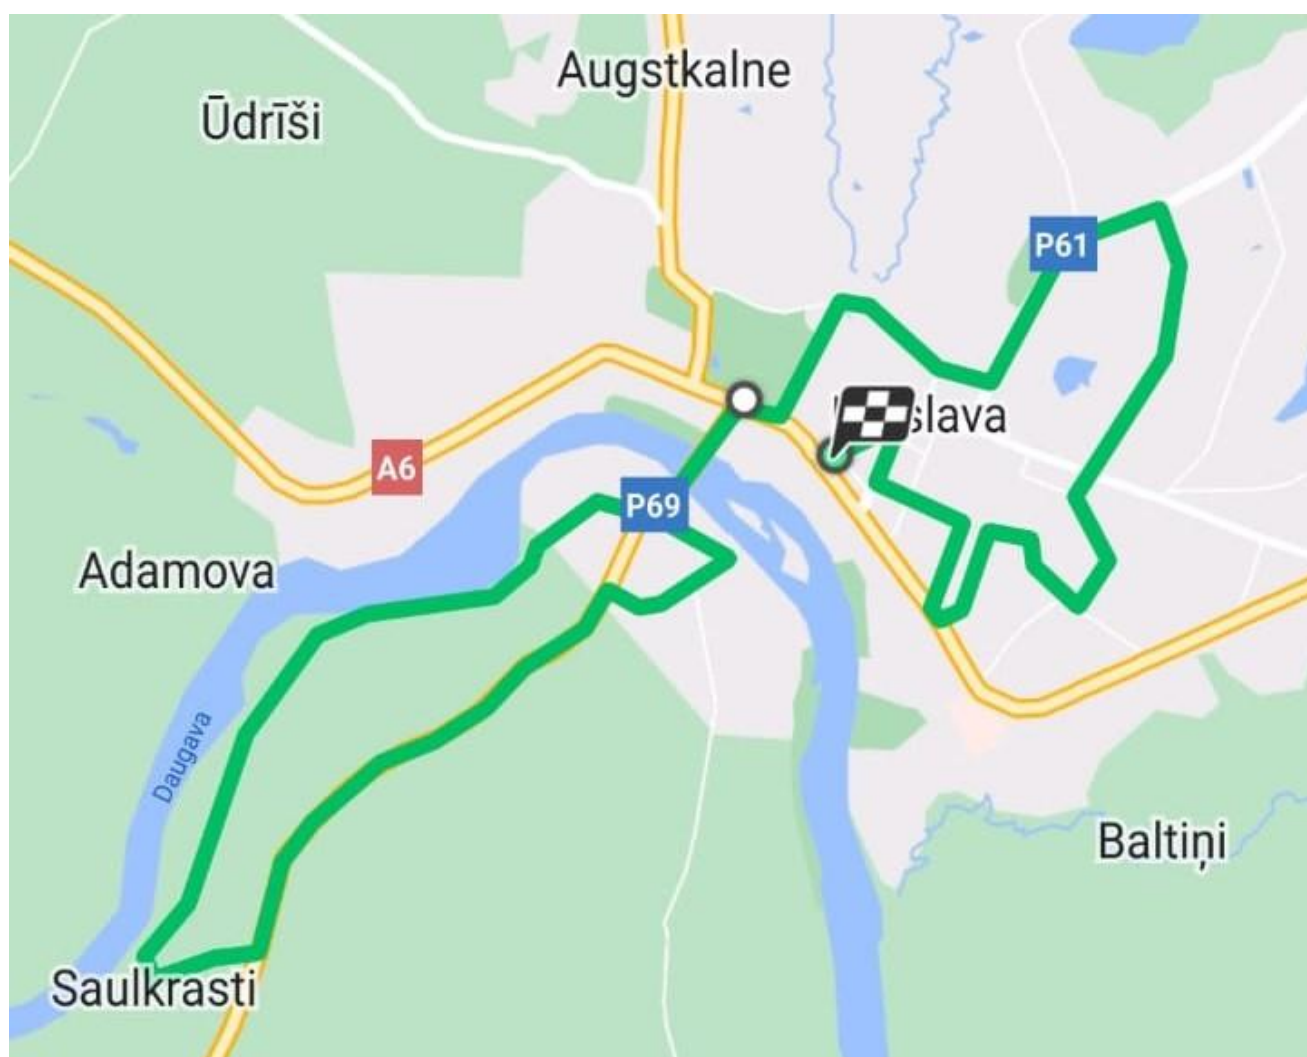 Augstkalne
Ūdrīši
P61
slava
A6
P69
Adamova
Daugava
Baltiņi
Saulkrasti